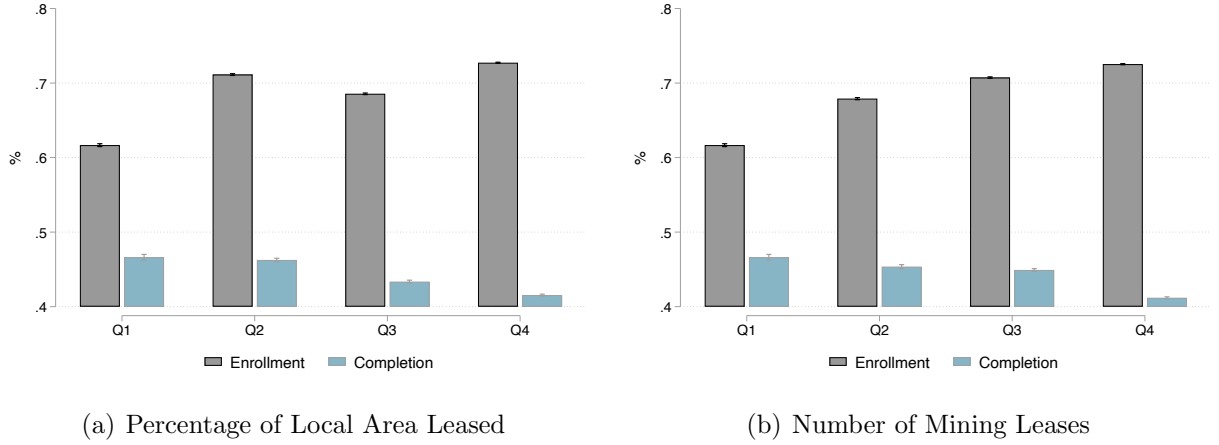 .8
.7
.6
.5
.4
%
Q1 Q2 Q3 Q4
Enrollment Completion
(a) Percentage of Local Area Leased
.8
.7
.6
.5
.4
%
Q1 Q2 Q3 Q4
Enrollment Completion
(b) Number of Mining Leases